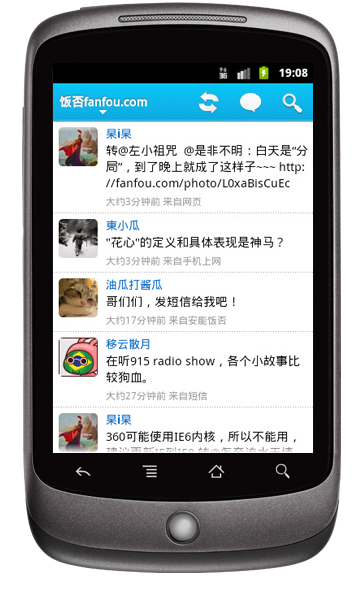 3G
19:08
饭否fanfou.com
杲i杲
转@左小祖咒 @是非不明：白天是“分
局”，到了晚上就成了这样子~~~ http:
//fanfou.com/photo/L0xaBisCuEc
大约3分钟前 来自网页
東小瓜
"花心"的定义和具体表现是神马？
大约3分钟前 来自手机上网
油瓜打酱瓜
哥们们，发短信给我吧！
大约17分钟前 来自安能饭否
移云散月
在听915 radio show，各个小故事比
较狗血。
大约27分钟前 来自短信
杲i杲
360可能使用IE6内核，所以不能用，